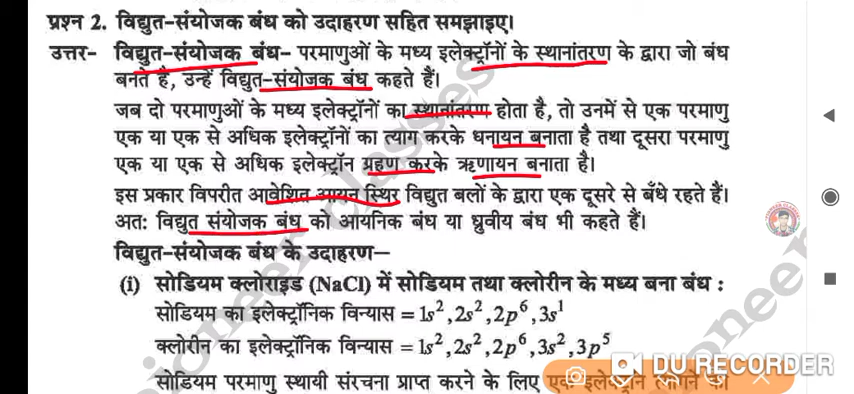 प्रश्न 2. विद्युत-संयोजक बंध को उदाहरण सहित समझाइए।
उत्तर- विद्युत-संयोजक बंध- परमाणुओं के मध्य इलेक्ट्रॉनों के स्थानांतरण के द्वारा जो बंध
बनते है, उन्हें विद्युत-संयोजक बंध कहते हैं।
जब दो परमाणुओं के मध्य इलेक्ट्रॉनों का स्थानांतरण होता है, तो उनमें से एक परमाणु
एक या एक से अधिक इलेक्ट्रॉनों का त्याग करके धनायन बनाता है तथा दूसरा परमाणु
एक या एक से अधिक इलेक्ट्रॉन ग्रहण करके ऋणायन बनाता है।
इस प्रकार विपरीत आवेशित आयन स्थिर विद्युत बलों के द्वारा एक दूसरे से बँधे रहते हैं।
अतः विद्युत संयोजक बंध को आयनिक बंध या ध्रुवीय बंध भी कहते हैं।
विद्युत-संयोजक बंध के उदाहरण—
(i) सोडियम क्लोराइड (NaCl) में सोडियम तथा क्लोरीन के मध्य बना बंध :
सोडियम का इलेक्ट्रॉनिक विन्यास = 1s², 2s², 2p⁶, 3s¹
क्लोरीन का इलेक्ट्रॉनिक विन्यास = 1s², 2s², 2p⁶, 3s², 3p⁵
DU RECORDER
सोडियम परमाणु स्थायी संरचना प्राप्त करने के लिए एक
pioneer classes